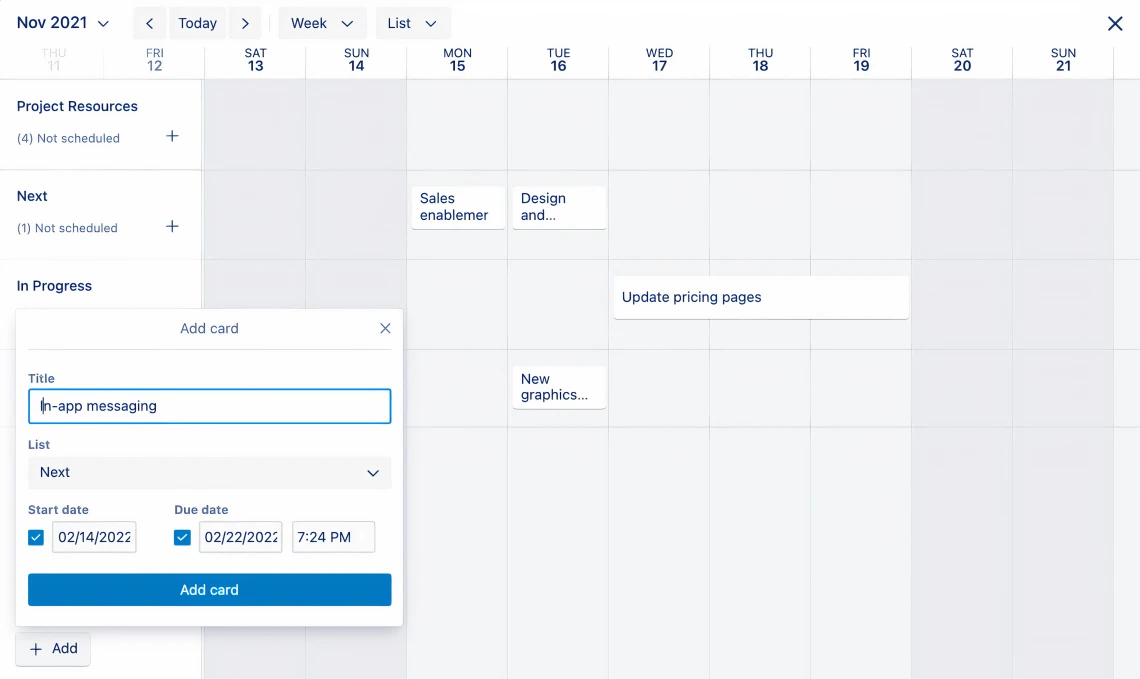 Nov 2021 Today Week List
THU FRI SAT SUN MON TUE WED THU FRI SAT SUN
11 12 13 14 15 16 17 18 19 20 21
Project Resources
(4) Not scheduled
Next
(1) Not scheduled
Sales
enablemer
Design
and...
In Progress
Update pricing pages
New
graphics...
Add card
Title
In-app messaging
List
Next
Start date Due date
02/14/2022 02/22/2022 7:24 PM
Add card
Add